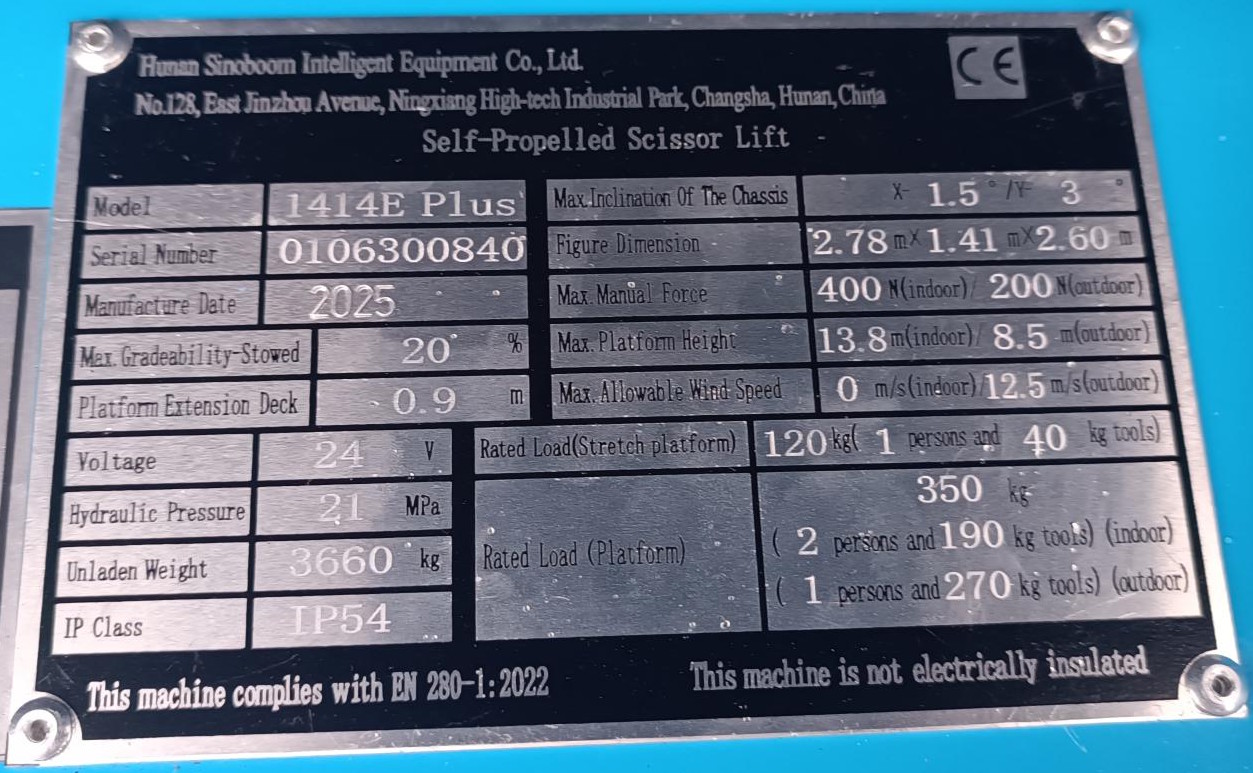 Hunan Sinoboom Intelligent Equipment Co., Ltd.
CE
No.128, East Jinzhou Avenue, Ningxiang High-tech Industrial Park, Changsha, Hunan, China
Self-Propelled Scissor Lift
Model 1414E Plus
Max.Inclination Of The Chassis X- 1.5 ° /Y- 3 °
Serial Number 0106300840
Figure Dimension 2.78 m× 1.41 m× 2.60 m
Manufacture Date 2025
Max. Manual Force 400 N(indoor)/ 200 N(outdoor)
Max. Gradeability-Stowed 20 %
Max. Platform Height 13.8 m(indoor)/ 8.5 m(outdoor)
Platform Extension Deck 0.9 m
Max. Allowable Wind Speed 0 m/s(indoor)/ 12.5 m/s(outdoor)
Voltage 24 V
Rated Load(Stretch platform) 120 kg( 1 persons and 40 kg tools)
Hydraulic Pressure 21 MPa
Unladen Weight 3660 kg
IP Class IP54
Rated Load (Platform) 350 kg
( 2 persons and 190 kg tools) (indoor)
( 1 persons and 270 kg tools) (outdoor)
This machine complies with EN 280-1:2022
This machine is not electrically insulated